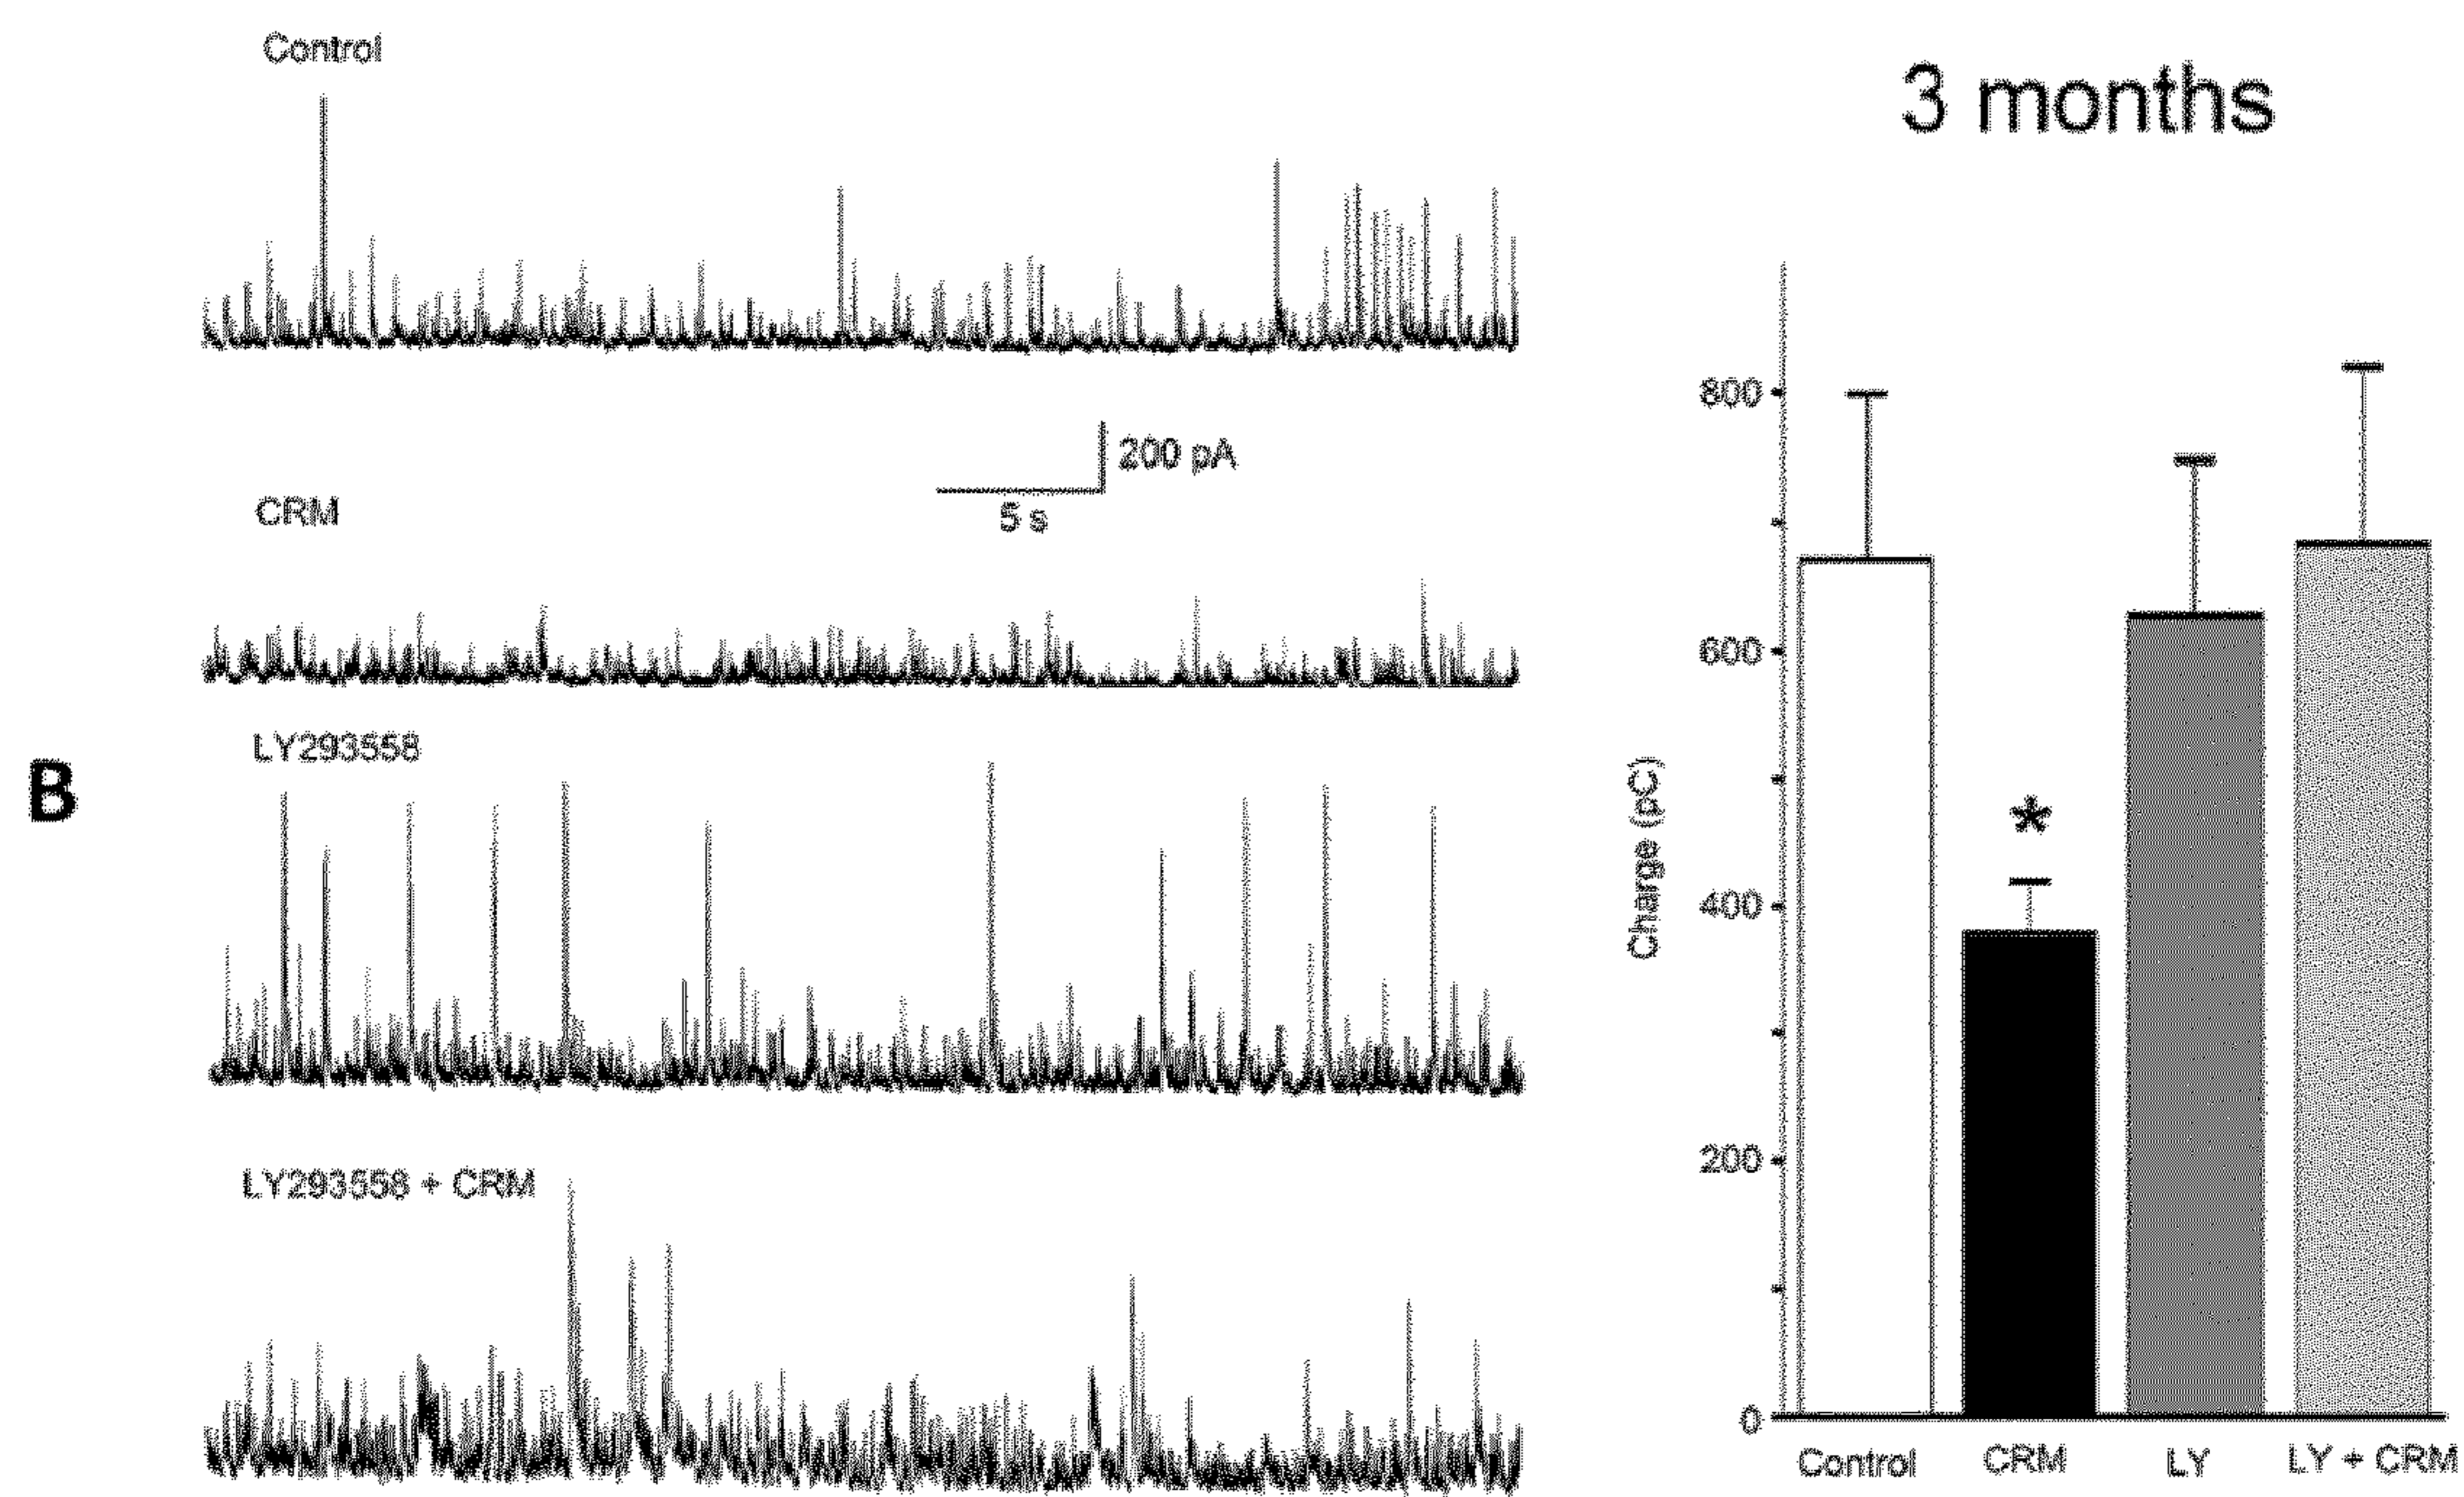 Control
3 months
200 pA
5 s
CRM
B
LY293558
LY293558 + CRM
Charge (pC)
800
600
400
200
0
*
Control CRM LY LY + CRM